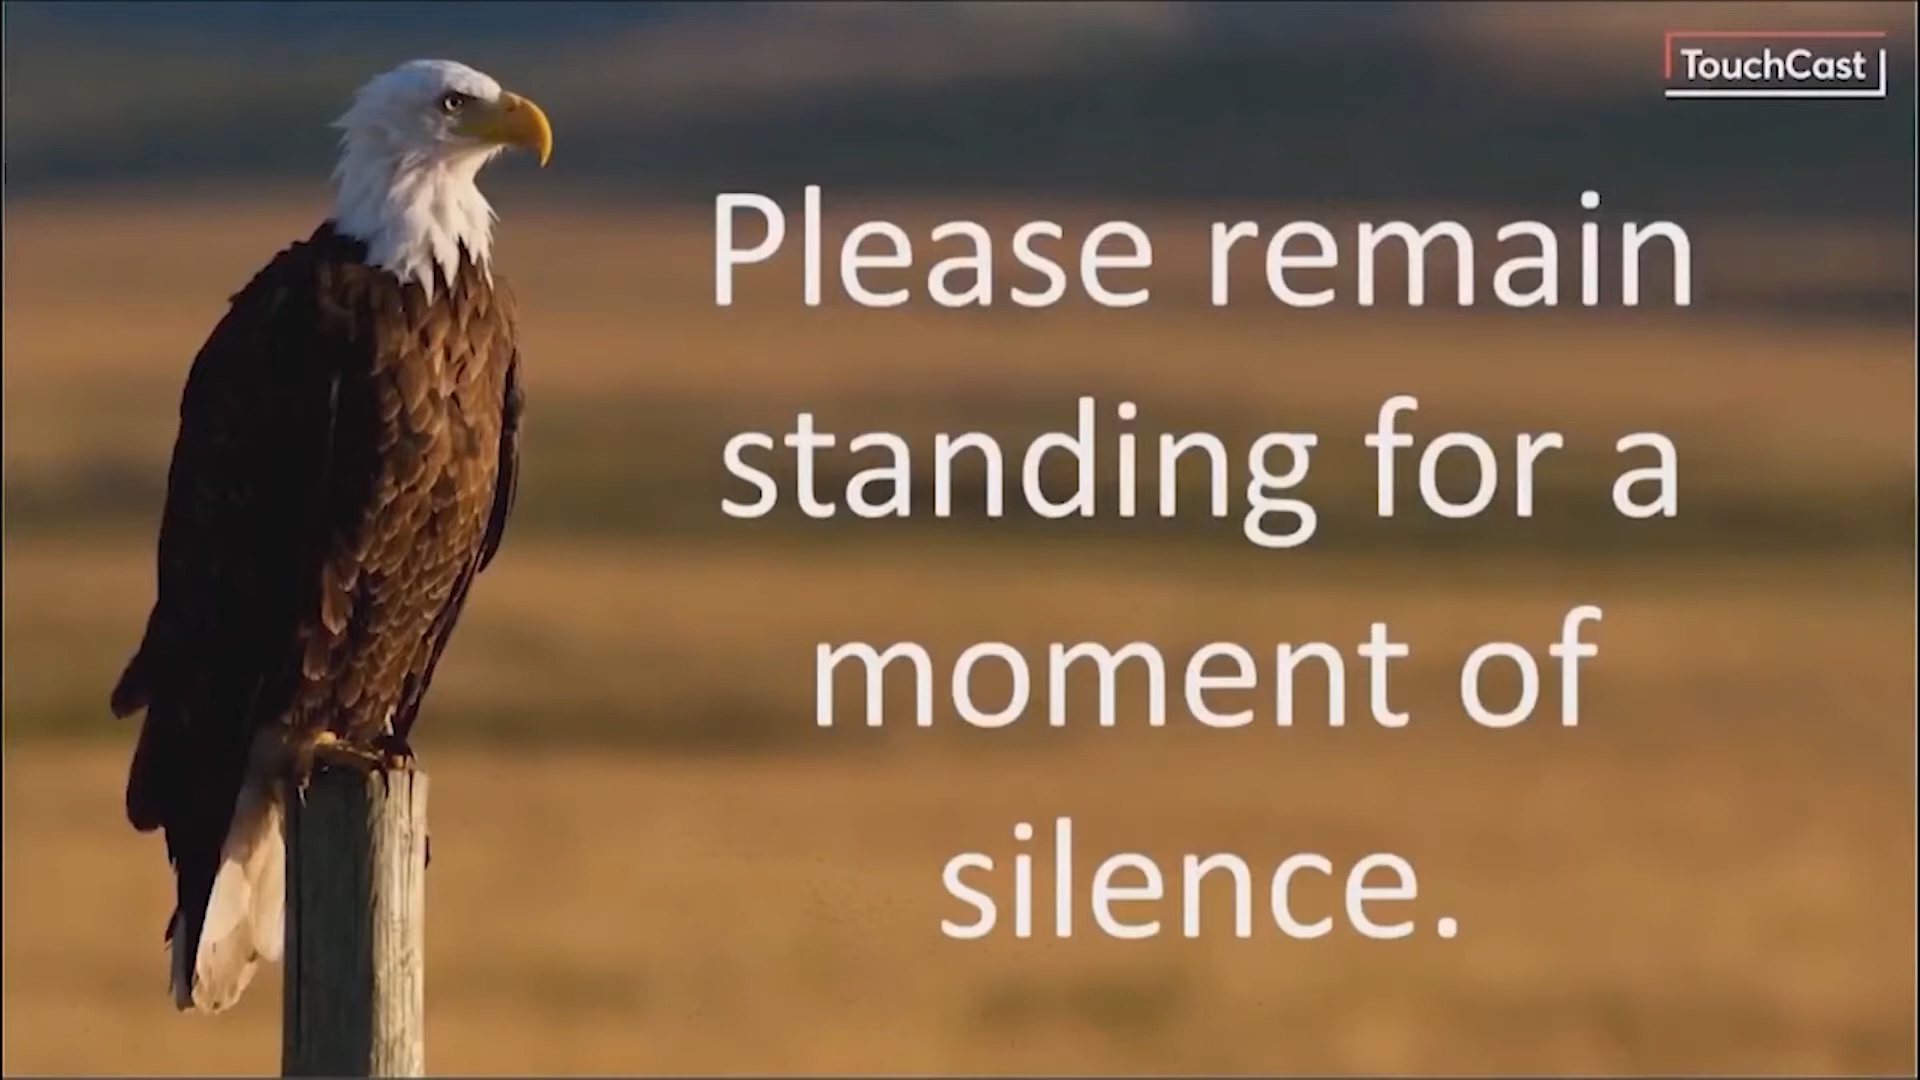 TouchCast
Please remain
standing for a
moment of
silence.